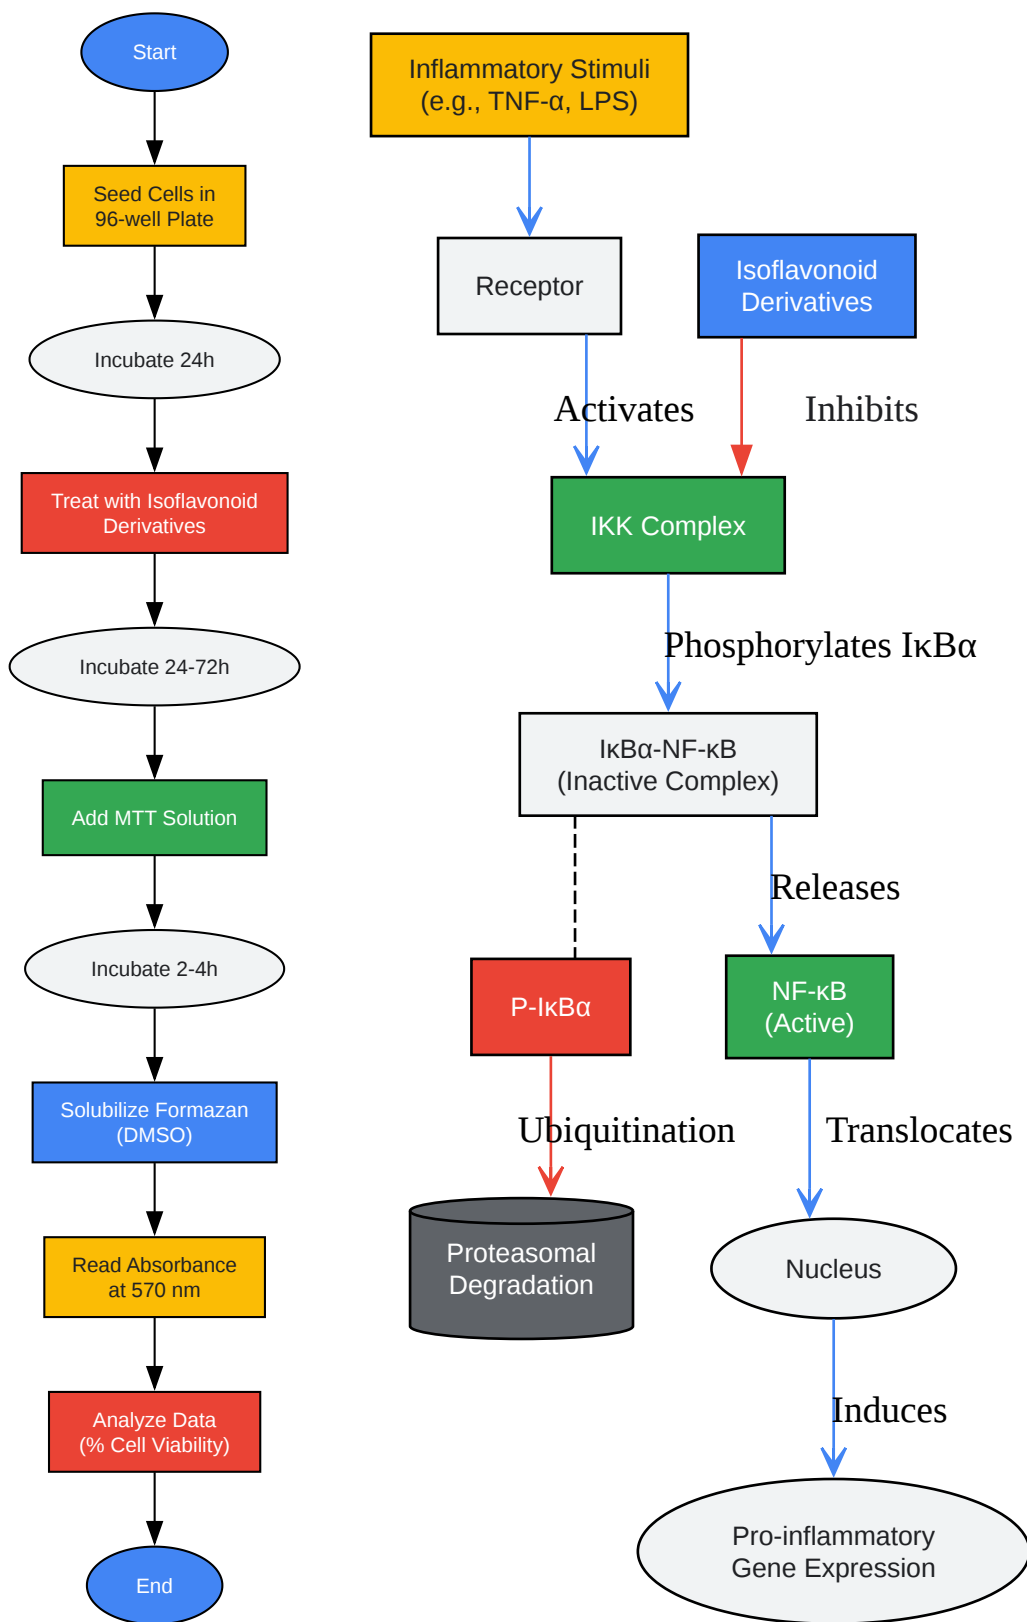 Start
Seed Cells in
96-well Plate
Incubate 24h
Treat with Isoflavonoid
Derivatives
Incubate 24-72h
Add MTT Solution
Incubate 2-4h
Solubilize Formazan
(DMSO)
Read Absorbance
at 570 nm
Analyze Data
(% Cell Viability)
End
Inflammatory Stimuli
(e.g., TNF-α, LPS)
Receptor
Isoflavonoid
Derivatives
Activates
Inhibits
IKK Complex
Phosphorylates IκBα
IκBα-NF-κB
(Inactive Complex)
Releases
P-IκBα
NF-κB
(Active)
Ubiquitination
Translocates
Proteasomal
Degradation
Nucleus
Induces
Pro-inflammatory
Gene Expression